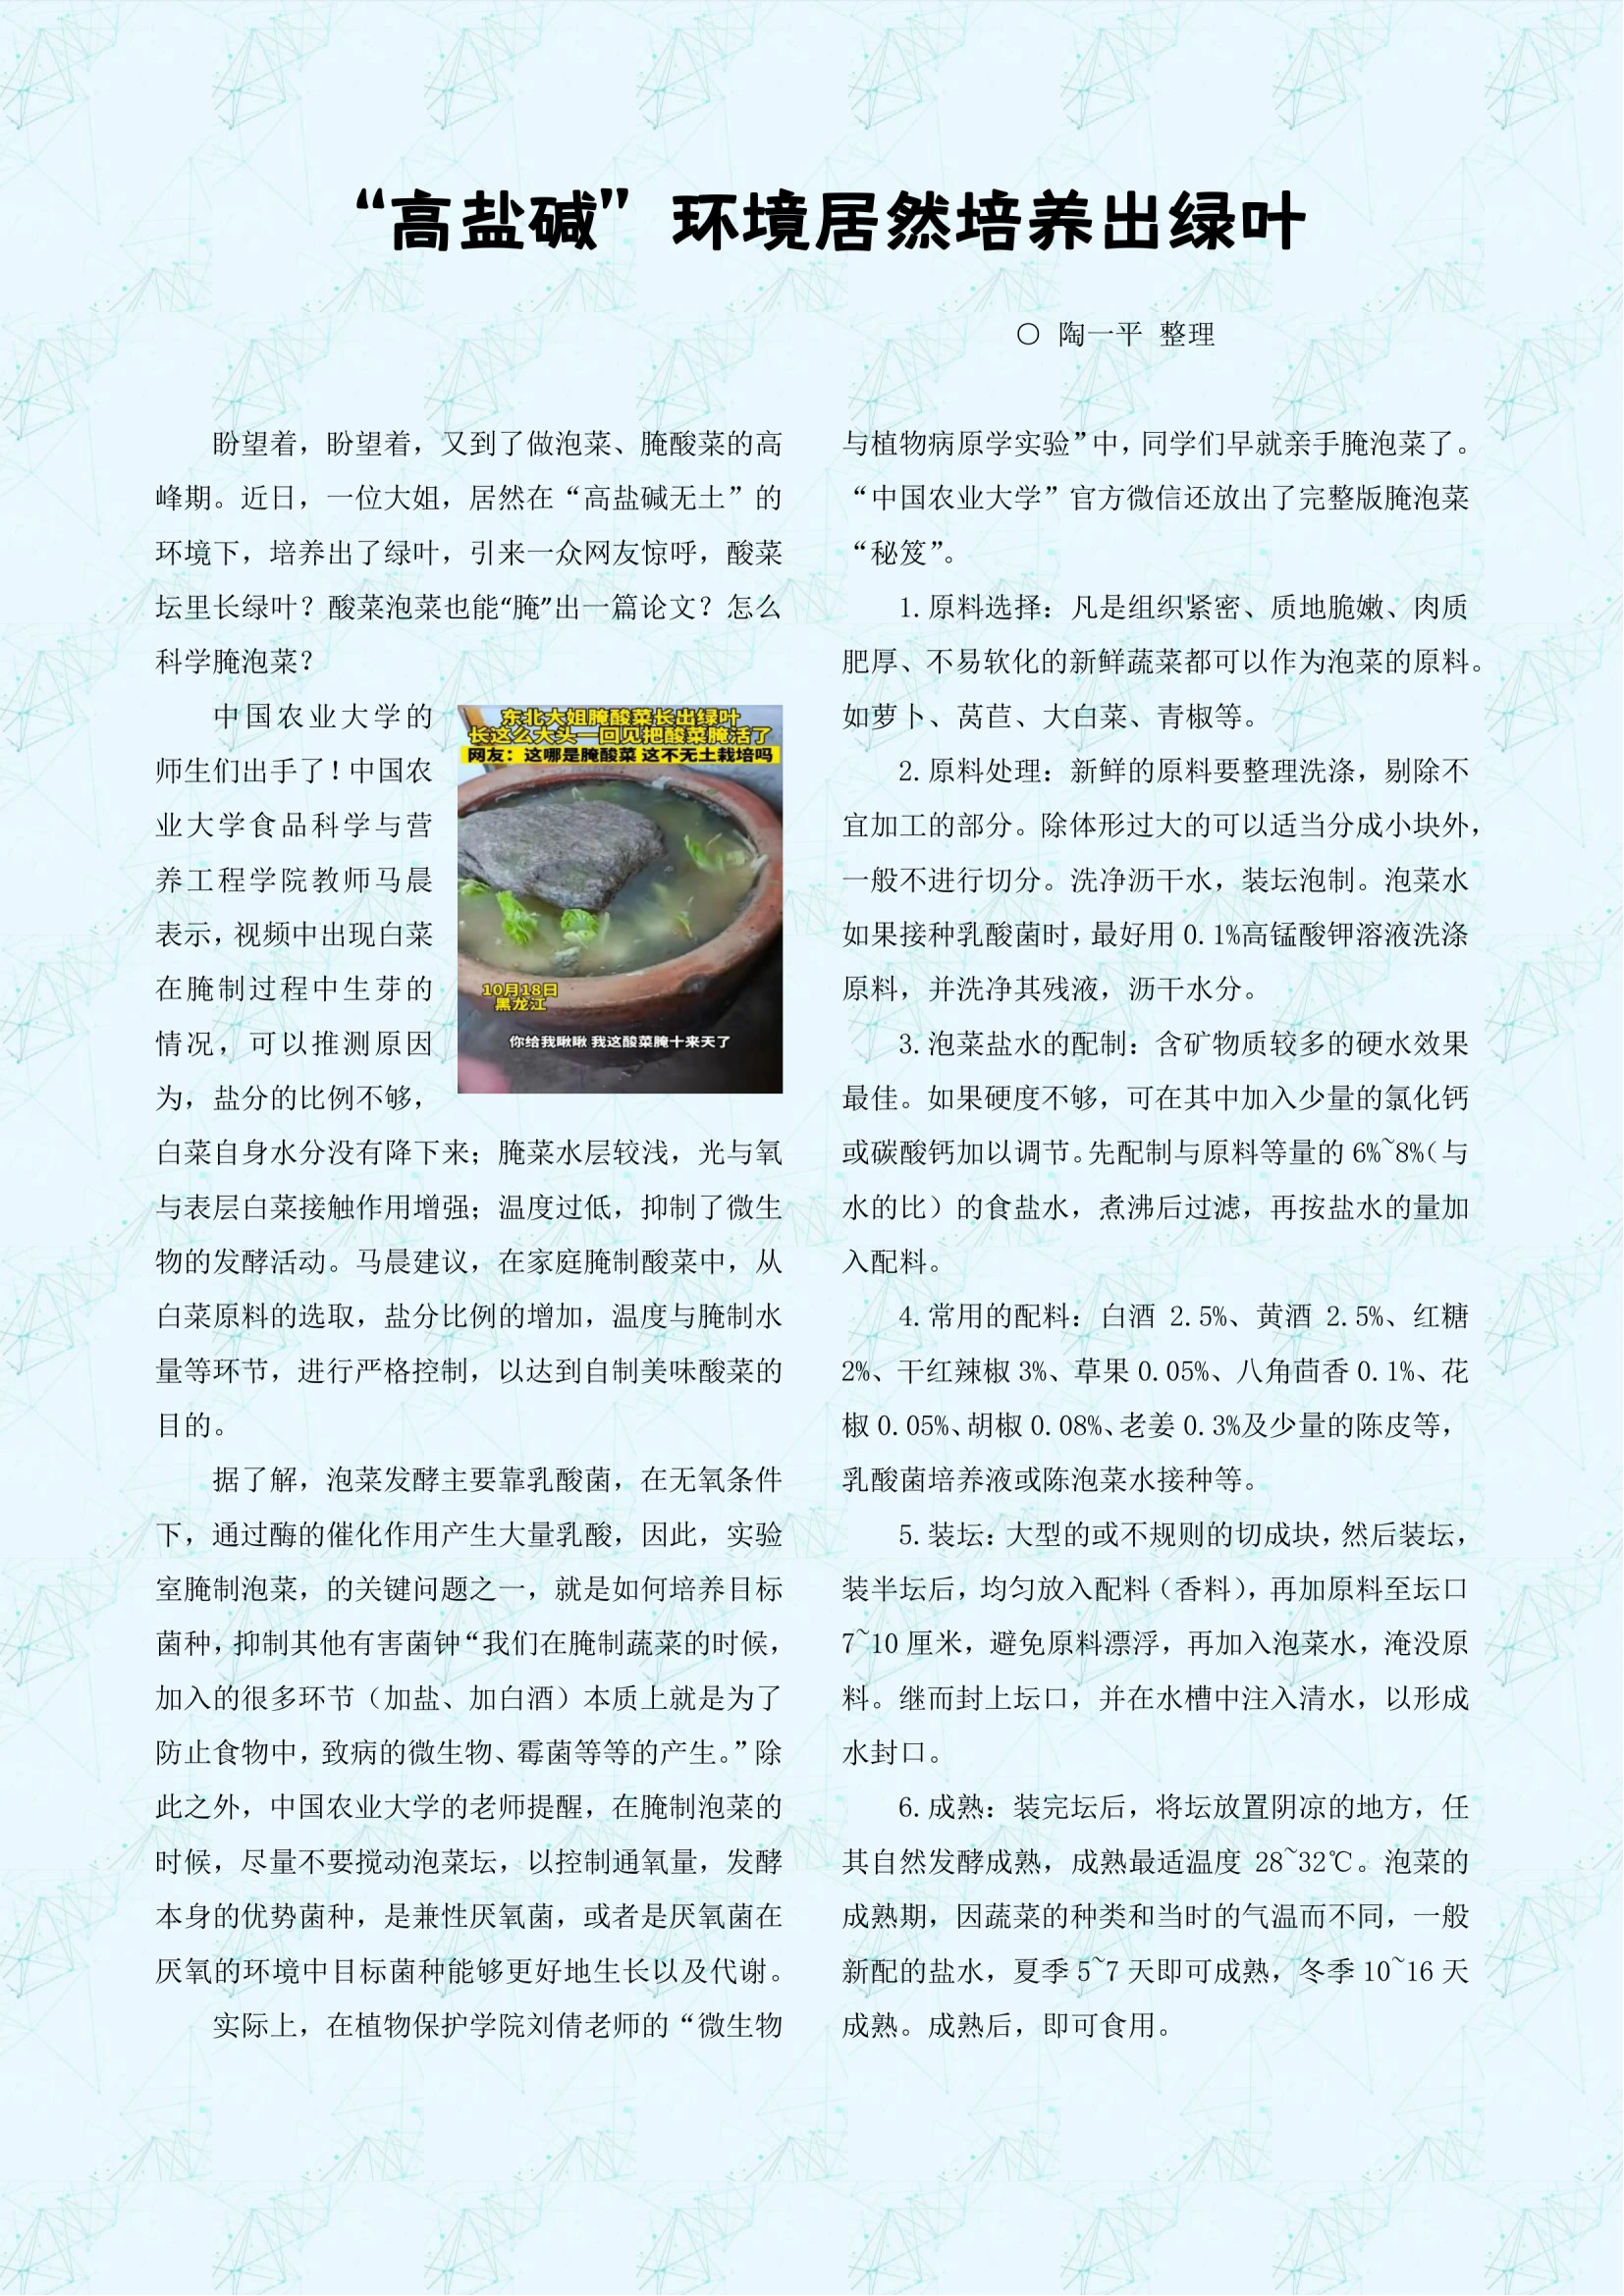 “高盐碱”环境居然培养出绿叶
○ 陶一平 整理
盼望着，盼望着，又到了做泡菜、腌酸菜的高
峰期。近日，一位大姐，居然在“高盐碱无土”的
环境下，培养出了绿叶，引来一众网友惊呼，酸菜
坛里长绿叶？酸菜泡菜也能“腌”出一篇论文？怎么
科学腌泡菜？
中国农业大学的
师生们出手了！中国农
业大学食品科学与营
养工程学院教师马晨
表示，视频中出现白菜
在腌制过程中生芽的
情况，可以推测原因
为，盐分的比例不够，
东北大姐腌酸菜长出绿叶
长这么大头一回见把酸菜腌活了
网友：这哪是腌酸菜 这不无土栽培吗
10月18日
黑龙江
你给我瞅瞅 我这酸菜腌十来天了
白菜自身水分没有降下来；腌菜水层较浅，光与氧
与表层白菜接触作用增强；温度过低，抑制了微生
物的发酵活动。马晨建议，在家庭腌制酸菜中，从
白菜原料的选取，盐分比例的增加，温度与腌制水
量等环节，进行严格控制，以达到自制美味酸菜的
目的。
据了解，泡菜发酵主要靠乳酸菌，在无氧条件
下，通过酶的催化作用产生大量乳酸，因此，实验
室腌制泡菜，的关键问题之一，就是如何培养目标
菌种，抑制其他有害菌钟“我们在腌制蔬菜的时候，
加入的很多环节（加盐、加白酒）本质上就是为了
防止食物中，致病的微生物、霉菌等等的产生。”除
此之外，中国农业大学的老师提醒，在腌制泡菜的
时候，尽量不要搅动泡菜坛，以控制通氧量，发酵
本身的优势菌种，是兼性厌氧菌，或者是厌氧菌在
厌氧的环境中目标菌种能够更好地生长以及代谢。
实际上，在植物保护学院刘倩老师的“微生物
与植物病原学实验”中，同学们早就亲手腌泡菜了。
“中国农业大学”官方微信还放出了完整版腌泡菜
“秘笈”。
1.原料选择：凡是组织紧密、质地脆嫩、肉质
肥厚、不易软化的新鲜蔬菜都可以作为泡菜的原料。
如萝卜、莴苣、大白菜、青椒等。
2.原料处理：新鲜的原料要整理洗涤，剔除不
宜加工的部分。除体形过大的可以适当分成小块外，
一般不进行切分。洗净沥干水，装坛泡制。泡菜水
如果接种乳酸菌时，最好用 0.1%高锰酸钾溶液洗涤
原料，并洗净其残液，沥干水分。
3.泡菜盐水的配制：含矿物质较多的硬水效果
最佳。如果硬度不够，可在其中加入少量的氯化钙
或碳酸钙加以调节。先配制与原料等量的 6%~8%（与
水的比）的食盐水，煮沸后过滤，再按盐水的量加
入配料。
4.常用的配料：白酒 2.5%、黄酒 2.5%、红糖
2%、干红辣椒 3%、草果 0.05%、八角茴香 0.1%、花
椒 0.05%、胡椒 0.08%、老姜 0.3%及少量的陈皮等，
乳酸菌培养液或陈泡菜水接种等。
5.装坛：大型的或不规则的切成块，然后装坛，
装半坛后，均匀放入配料（香料），再加原料至坛口
7~10 厘米，避免原料漂浮，再加入泡菜水，淹没原
料。继而封上坛口，并在水槽中注入清水，以形成
水封口。
6.成熟：装完坛后，将坛放置阴凉的地方，任
其自然发酵成熟，成熟最适温度 28~32℃。泡菜的
成熟期，因蔬菜的种类和当时的气温而不同，一般
新配的盐水，夏季 5~7 天即可成熟，冬季 10~16 天
成熟。成熟后，即可食用。